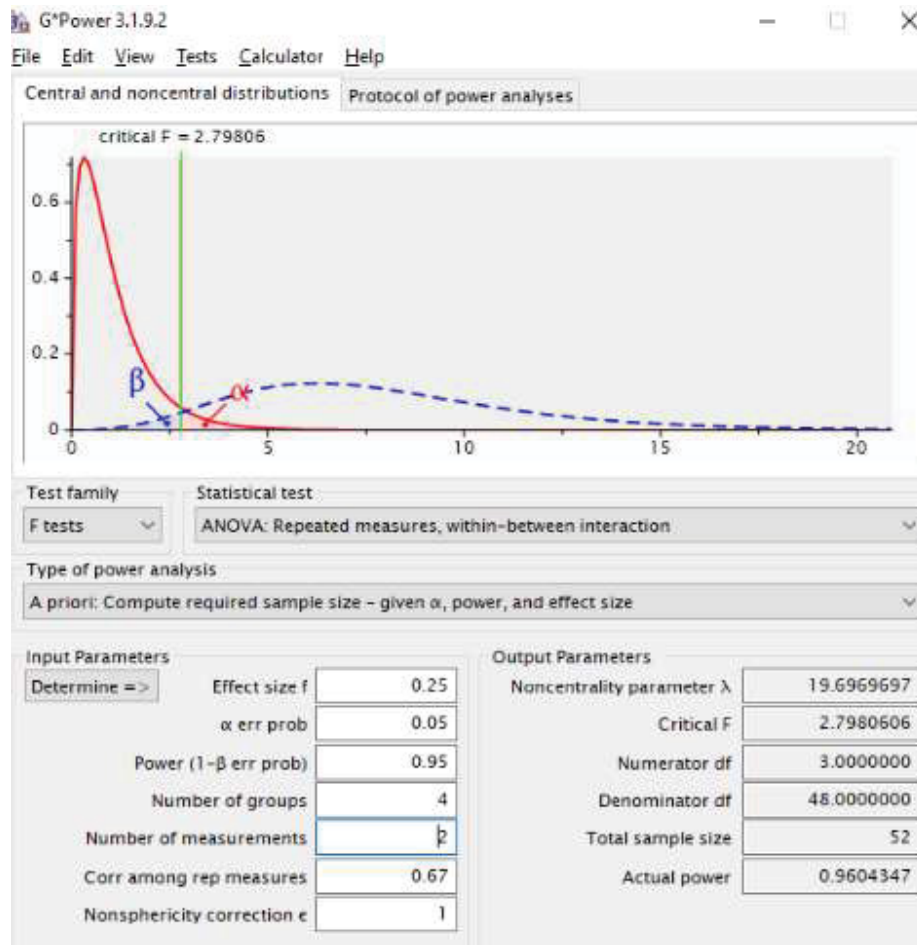 G*Power 3.1.9.2
File Edit View Tests Calculator Help
Central and noncentral distributions Protocol of power analyses
critical F = 2.79806
0.6
0.4
0.2
0
β α
0 5 10 15 20
Test family Statistical test
F tests ANOVA: Repeated measures, within-between interaction
Type of power analysis
A priori: Compute required sample size - given α, power, and effect size
Input Parameters Output Parameters
Determine => Effect size f 0.25 Noncentrality parameter λ 19.6969697
α err prob 0.05 Critical F 2.7980606
Power (1-β err prob) 0.95 Numerator df 3.0000000
Number of groups 4 Denominator df 48.0000000
Number of measurements 2 Total sample size 52
Corr among rep measures 0.67 Actual power 0.9604347
Nonsphericity correction ϵ 1